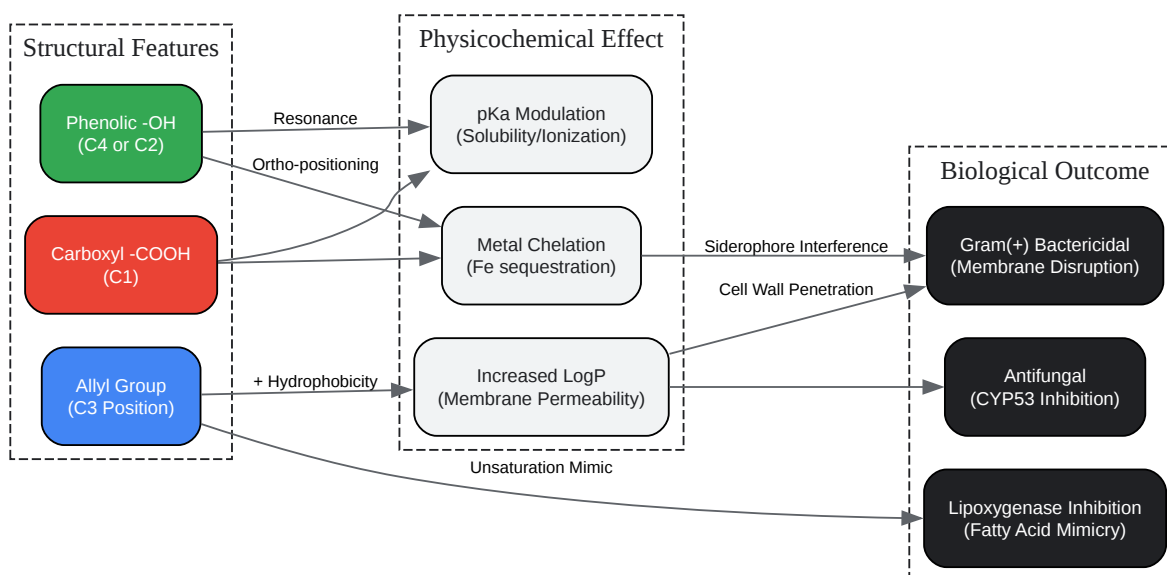 Structural Features
Phenolic -OH
(C4 or C2)
Carboxyl -COOH
(C1)
Allyl Group
(C3 Position)
Resonance
Ortho-positioning
+ Hydrophobicity
Unsaturation Mimic
Physicochemical Effect
pKa Modulation
(Solubility/Ionization)
Metal Chelation
(Fe sequestration)
Increased LogP
(Membrane Permeability)
Siderophore Interference
Cell Wall Penetration
Biological Outcome
Gram(+) Bactericidal
(Membrane Disruption)
Antifungal
(CYP53 Inhibition)
Lipoxygenase Inhibition
(Fatty Acid Mimicry)